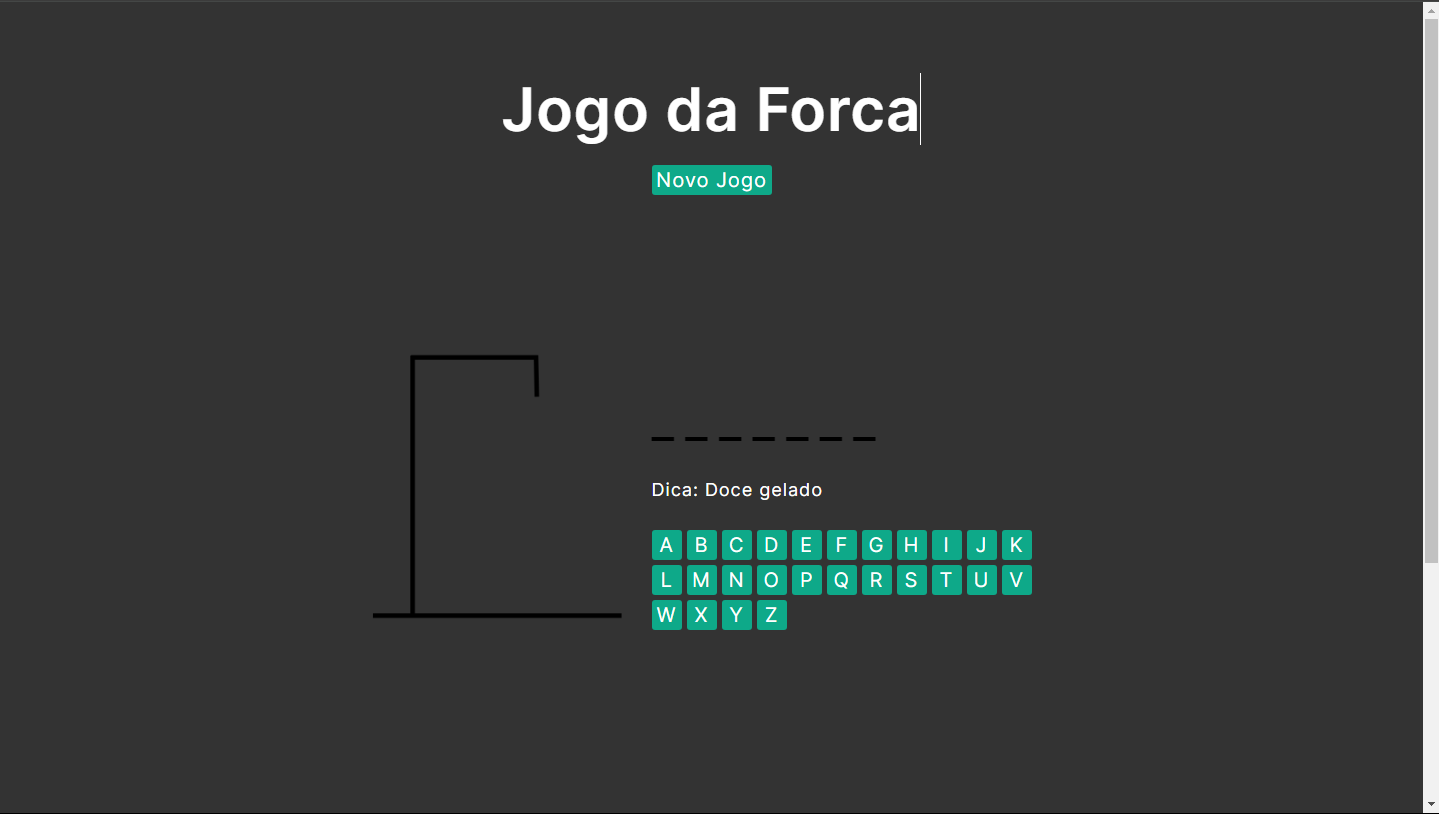 Jogo da Forca
Novo Jogo
_ _ _ _ _ _ _
Dica: Doce gelado
A B C D E F G H I J K
L M N O P Q R S T U V
W X Y Z